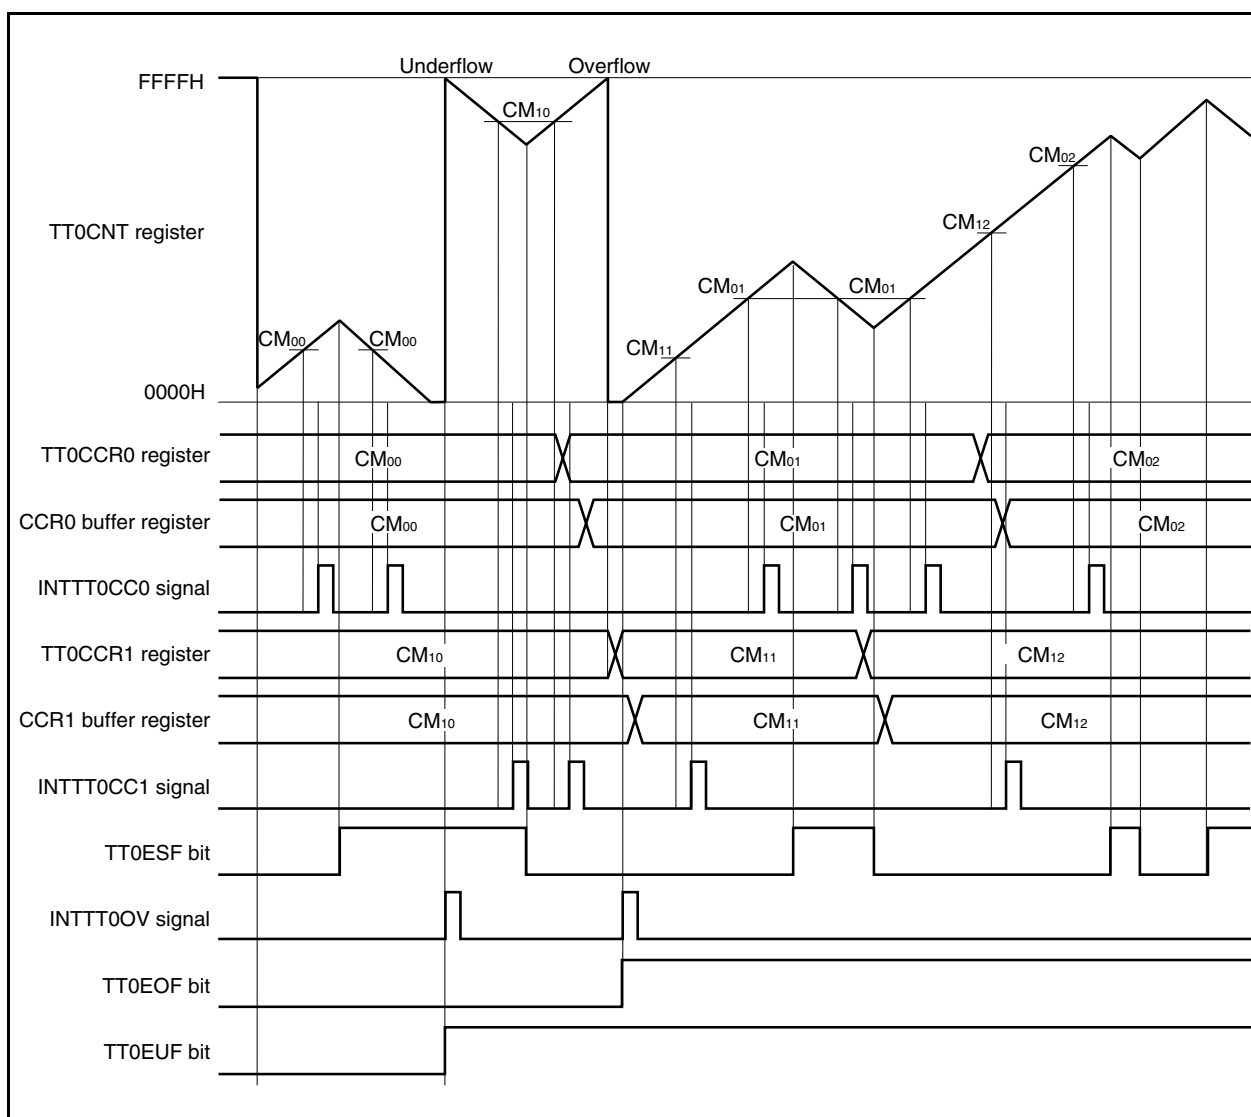 Underflow Overflow
FFFFH
CM10
CM02
CM12
TT0CNT register
CM01 CM01
CM00 CM00
CM11
0000H
TT0CCR0 register CM00 CM01 CM02
CCR0 buffer register CM00 CM01 CM02
INTTT0CC0 signal
TT0CCR1 register CM10 CM11 CM12
CCR1 buffer register CM10 CM11 CM12
INTTT0CC1 signal
TT0ESF bit
INTTT0OV signal
TT0EOF bit
TT0EUF bit